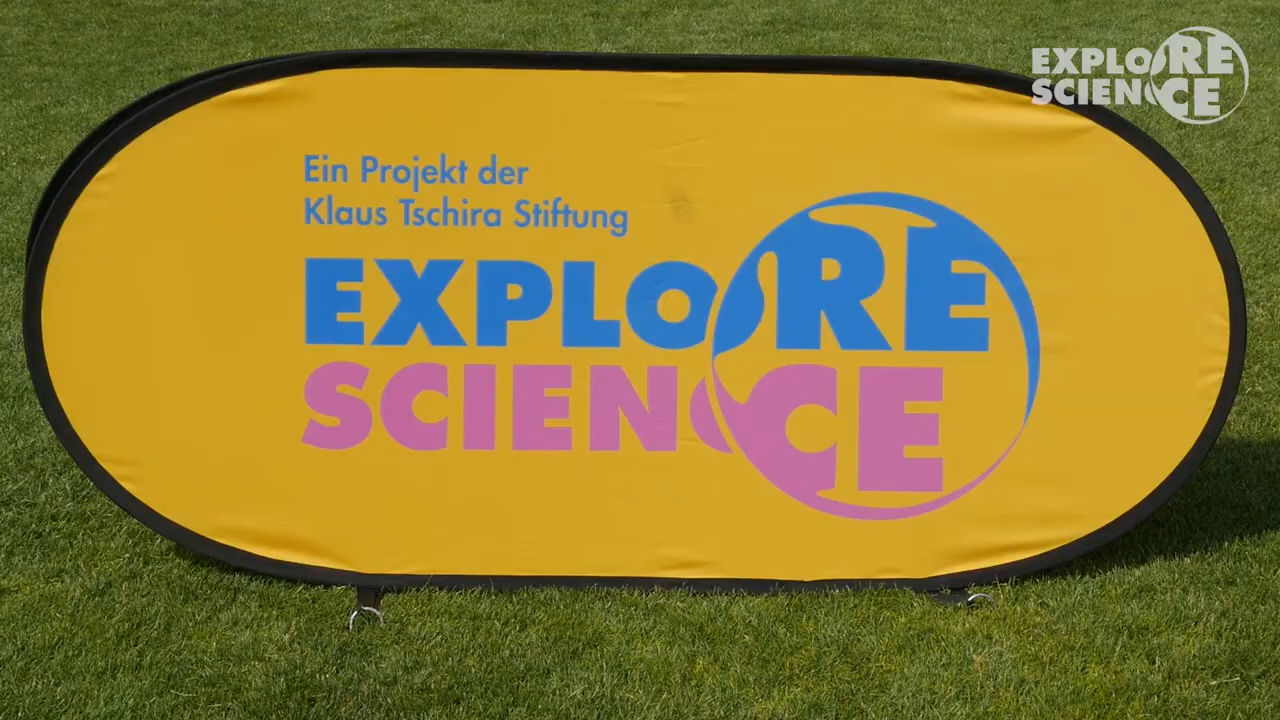 EXPLORE
SCIENCE
Ein Projekt der
Klaus Tschira Stiftung
EXPLORE
SCIENCE